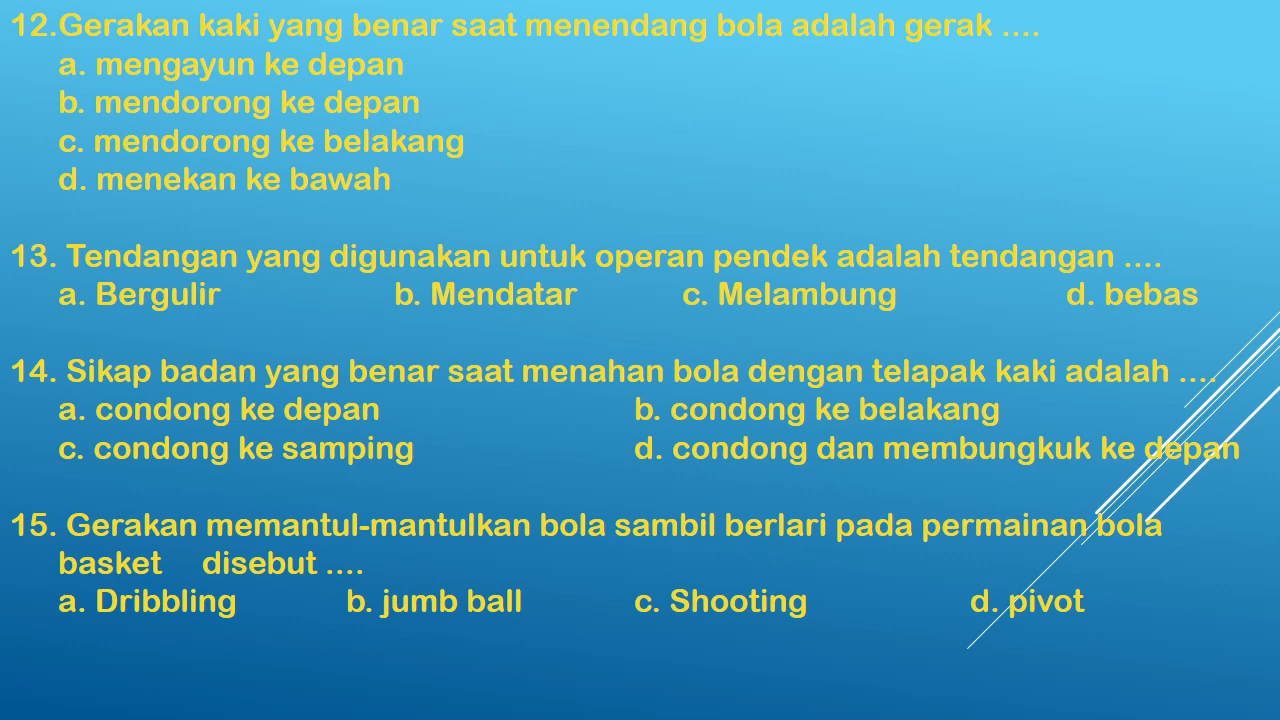 12.Gerakan kaki yang benar saat menendang bola adalah gerak ....
a. mengayun ke depan
b. mendorong ke depan
c. mendorong ke belakang
d. menekan ke bawah
13. Tendangan yang digunakan untuk operan pendek adalah tendangan ....
a. Bergulir b. Mendatar c. Melambung d. bebas
14. Sikap badan yang benar saat menahan bola dengan telapak kaki adalah ....
a. condong ke depan b. condong ke belakang
c. condong ke samping d. condong dan membungkuk ke depan
15. Gerakan memantul-mantulkan bola sambil berlari pada permainan bola
basket disebut ....
a. Dribbling b. jumb ball c. Shooting d. pivot